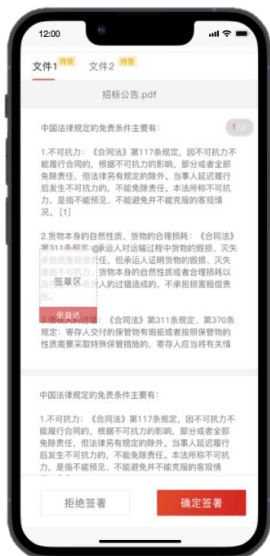 12:00
文件1 待签 文件2 待签
招标公告.pdf
中国法律规定的免责条件主要有：
1.不可抗力：《合同法》第117条规定，因不可抗力不
能履行合同的，根据不可抗力的影响，部分或者全部
免除责任，但法律另有规定的除外。当事人延迟履行
后发生不可抗力的，不能免除责任。本法所称不可抗
力，是指不能预见、不能避免并不能克服的客观情
况。[1]
2.货物本身的自然性质、货物的合理损耗：《合同法》
第311条规定：承运人对运输过程中货物的毁损、灭失
承担损害赔偿责任，但承运人证明货物的毁损、灭失
货物本身的自然性质或者合理损耗以
签章区
人的过错造成的，不承担损害赔偿责
张益达
《合同法》第311条规定、第370条
规定：寄存人交付的保管物有瑕疵或者按照保管物的
性质需要采取特殊保管措施的，寄存人应当将有关情
中国法律规定的免责条件主要有：
1.不可抗力：《合同法》第117条规定，因不可抗力不
能履行合同的，根据不可抗力的影响，部分或者全部
免除责任，但法律另有规定的除外。当事人延迟履行
后发生不可抗力的，不能免除责任。本法所称不可抗
力，是指不能预见、不能避免并不能克服的客观情
拒绝签署
确定签署